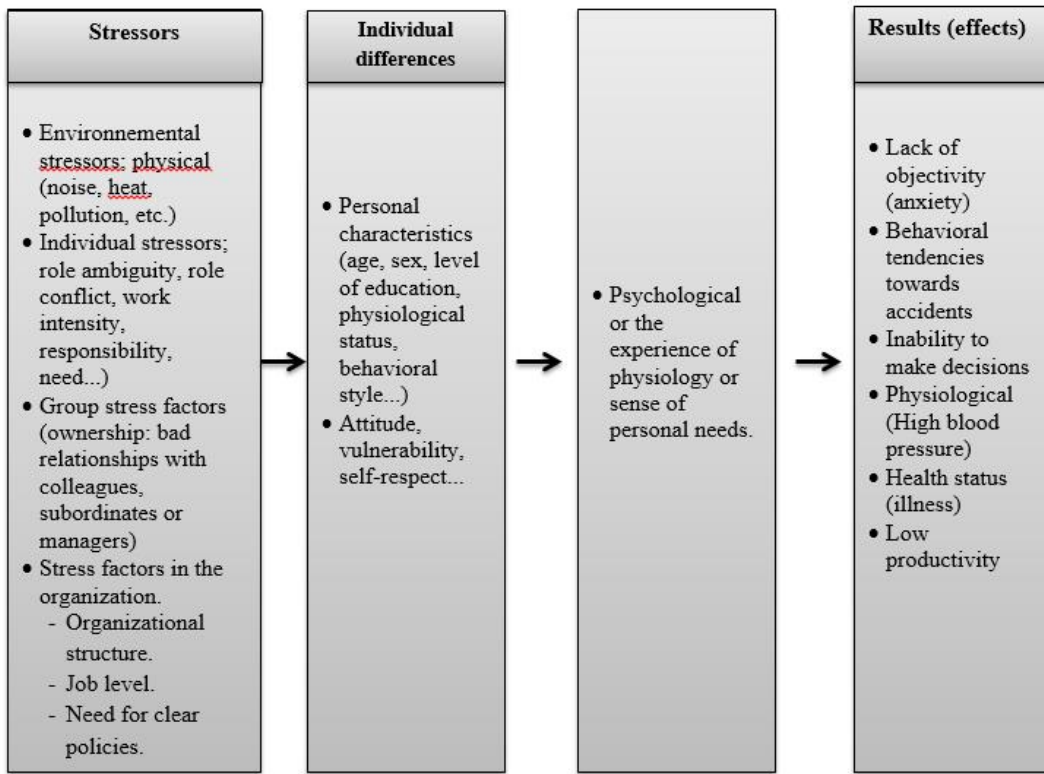 Stressors
• Environnemental
stressors: physical
(noise, heat,
pollution, etc.)
• Individual stressors;
role ambiguity, role
conflict, work
intensity,
responsibility,
need...)
• Group stress factors
(ownership: bad
relationships with
colleagues,
subordinates or
managers)
• Stress factors in the
organization.
- Organizational
structure.
- Job level.
- Need for clear
policies.
Individual
differences
• Personal
characteristics
(age, sex, level
of education,
physiological
status,
behavioral
style...)
• Attitude,
vulnerability,
self-respect...
• Psychological
or the
experience of
physiology or
sense of
personal needs.
Results (effects)
• Lack of
objectivity
(anxiety)
• Behavioral
tendencies
towards
accidents
• Inability to
make decisions
• Physiological
(High blood
pressure)
• Health status
(illness)
• Low
productivity